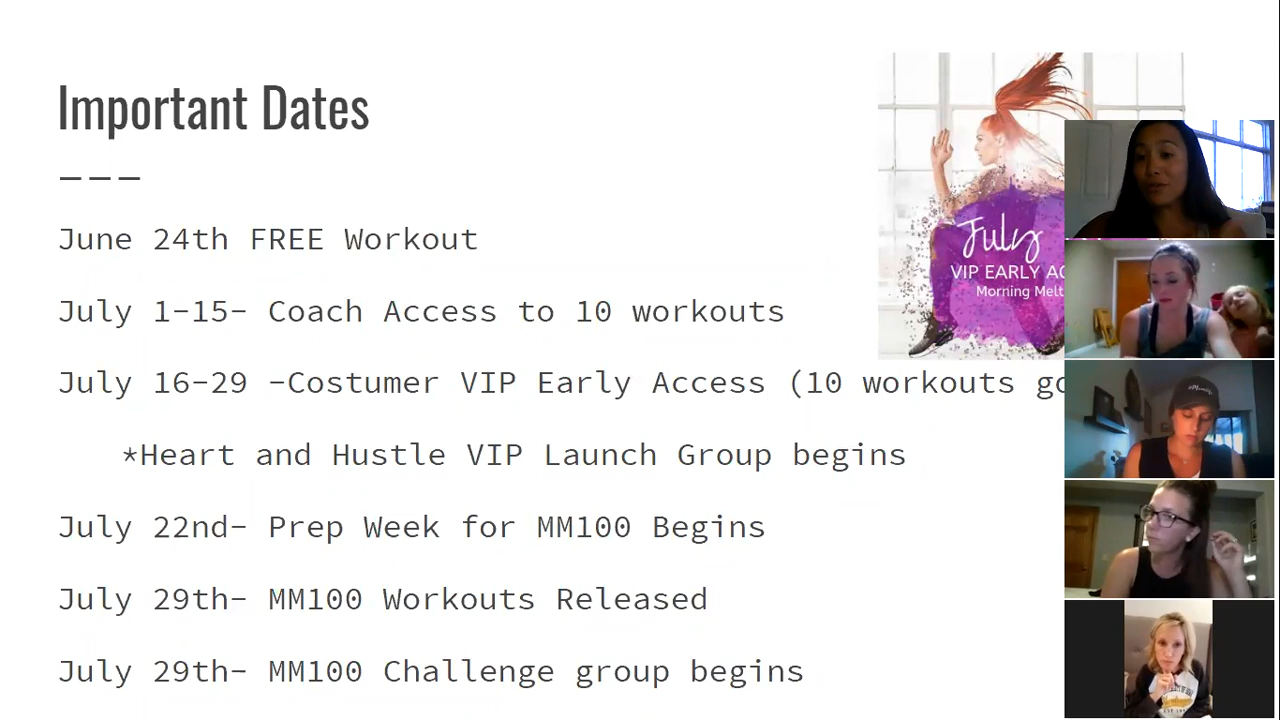 Important Dates
June 24th FREE Workout
July 1-15- Coach Access to 10 workouts
July 16-29 -Costumer VIP Early Access (10 workouts
*Heart and Hustle VIP Launch Group begins
July 22nd- Prep Week for MM100 Begins
July 29th- MM100 Workouts Released
July 29th- MM100 Challenge group begins
July
VIP EARLY
Morning